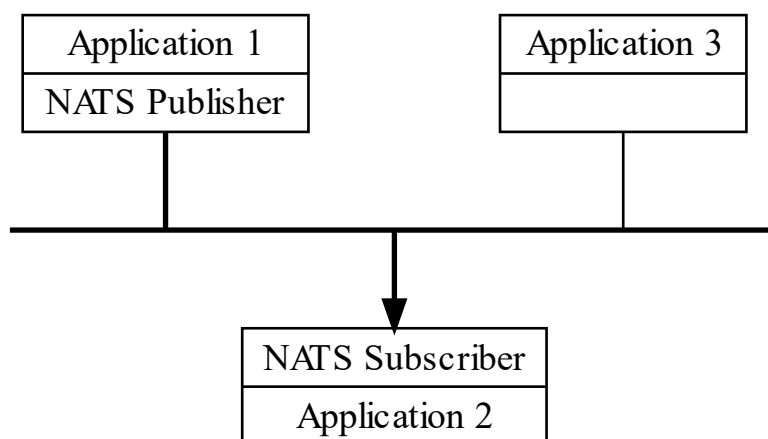 Application 1
NATS Publisher
Application 3
NATS Subscriber
Application 2